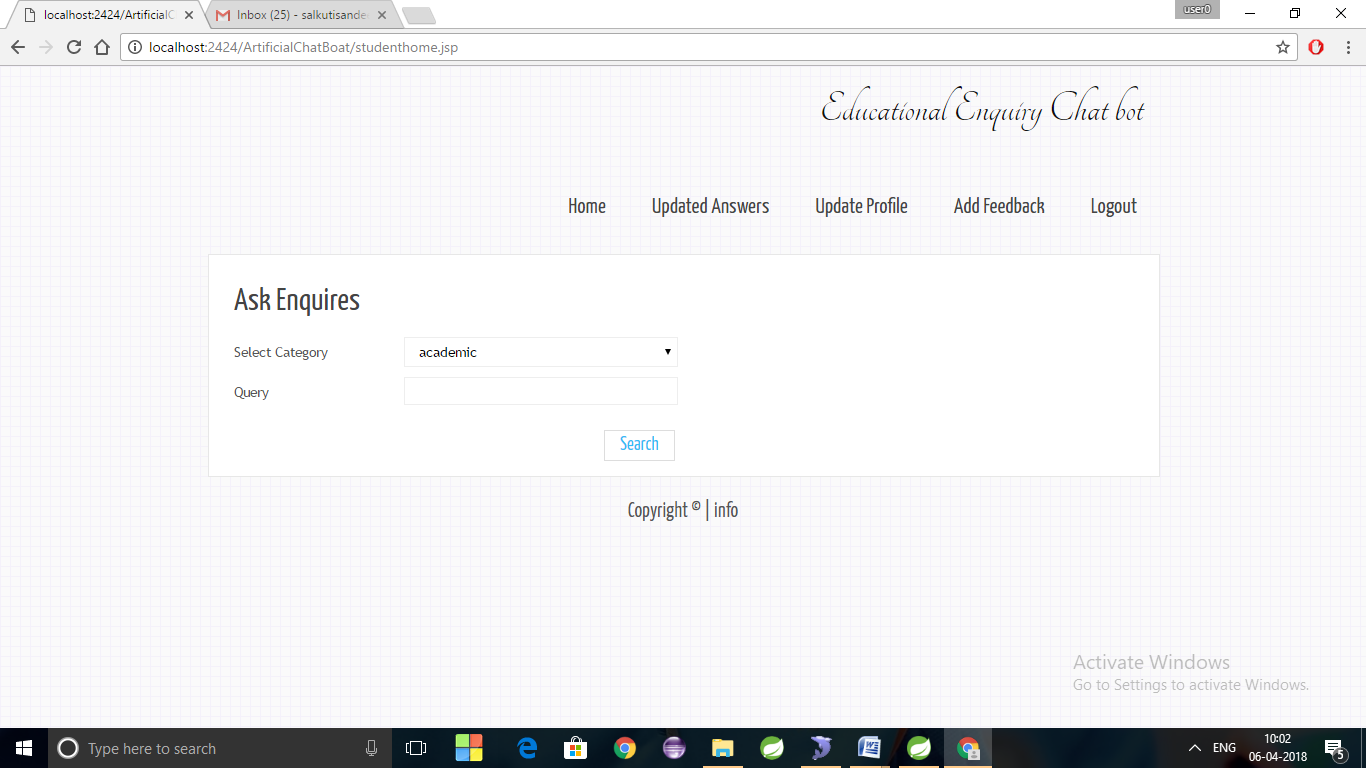 localhost:2424/ArtificialC
Inbox (25) - salkutisande
user0
localhost:2424/ArtificialChatBoat/studenthome.jsp
Educational Enquiry Chat bot
Home Updated Answers Update Profile Add Feedback Logout
Ask Enquires
Select Category academic
Query
Search
Copyright © | info
Activate Windows
Go to Settings to activate Windows.
Type here to search
ENG
10:02
06-04-2018
5